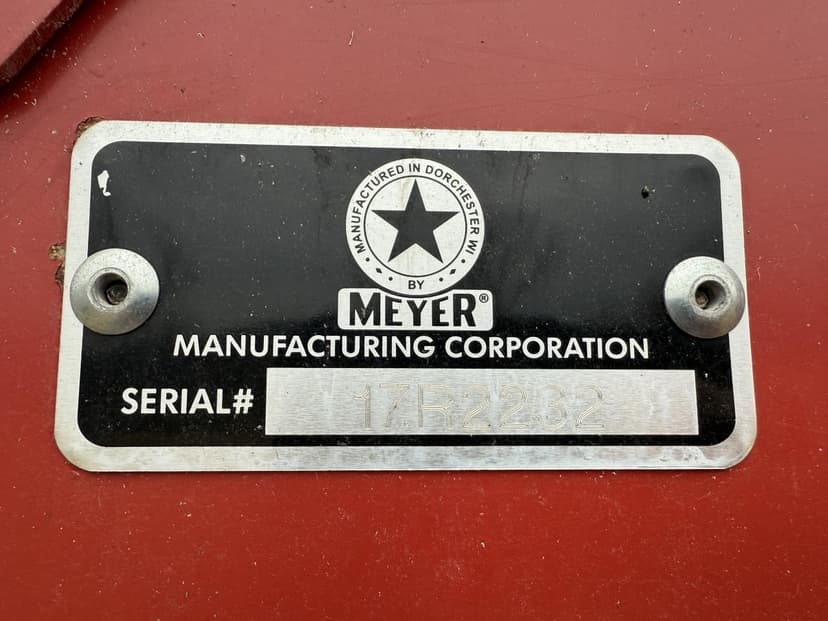 MANUFACTURED IN DORCHESTER WI
BY
MEYER®
MANUFACTURING CORPORATION
SERIAL# 17R2232